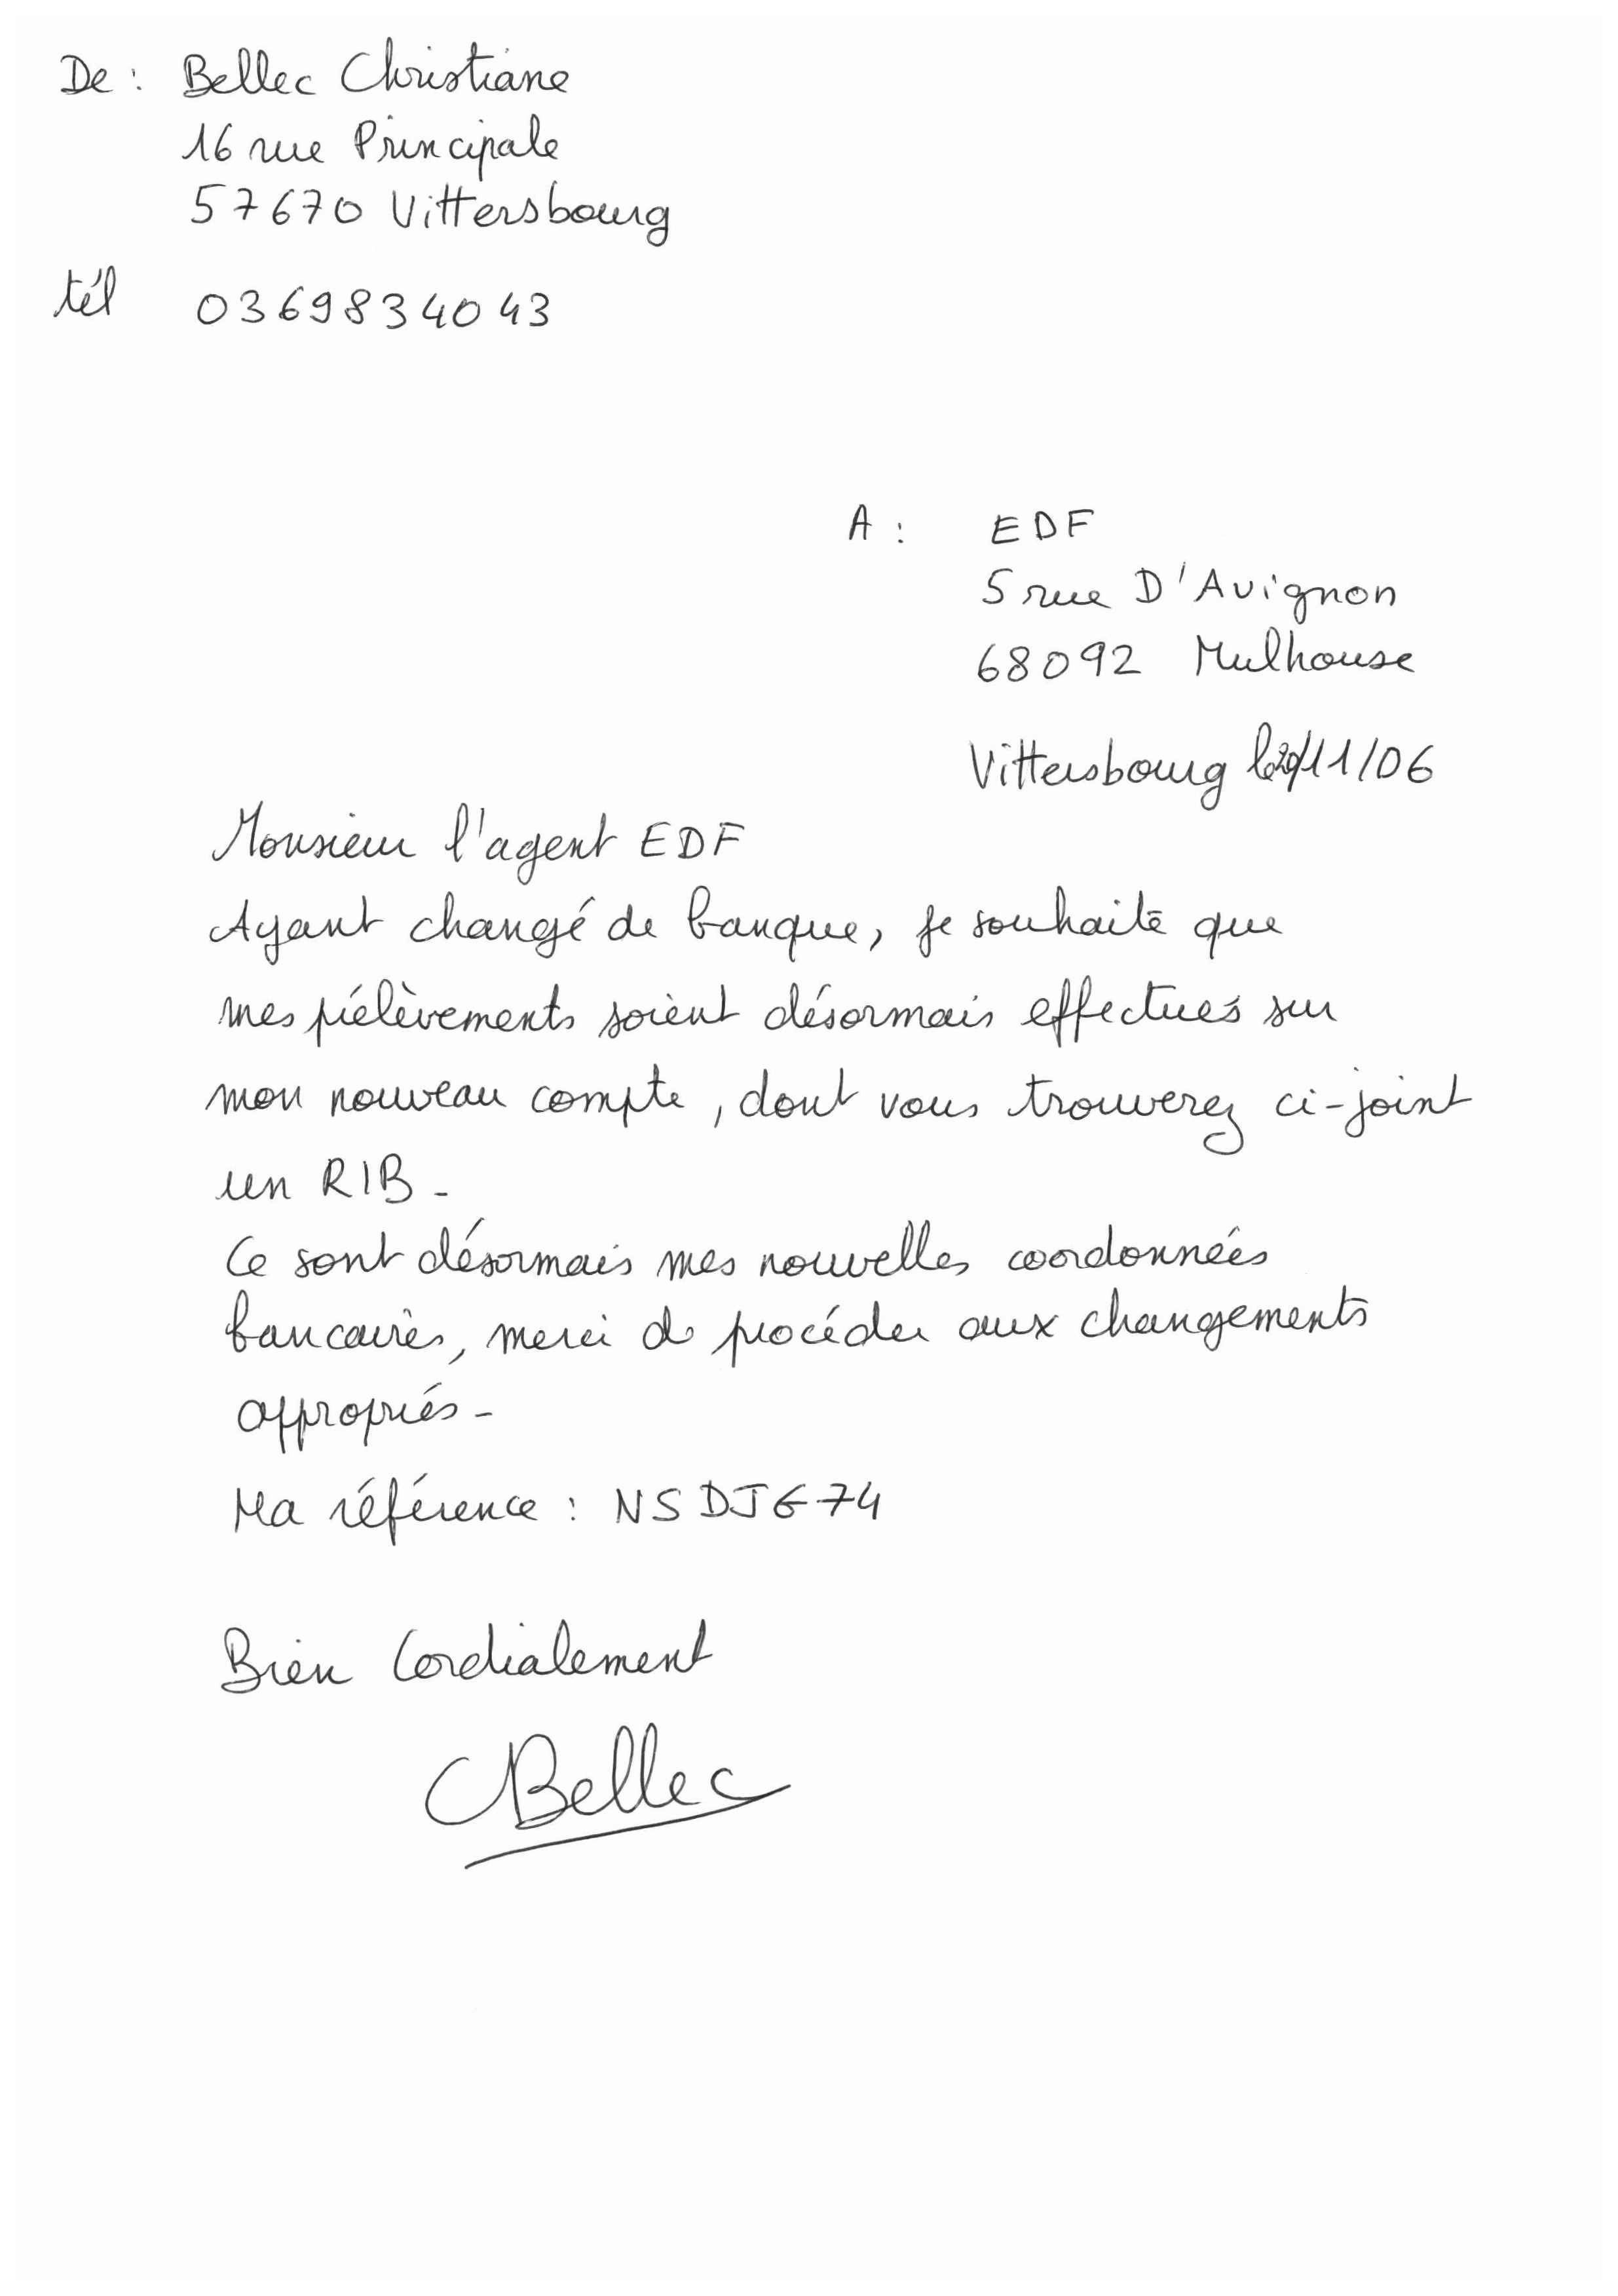 De : Bellec Christiane
16 rue Principale
57670 Vittersbourg
tél 0369834043
A : EDF
5 rue D'Avignon
68092 Mulhouse
Vittersbourg le 20/11/06
Monsieur l'agent EDF
Ayant changé de banque, je souhaite que
mes prélèvements soient désormais effectués sur
mon nouveau compte, dont vous trouverez ci-joint
un RIB -
Ce sont désormais mes nouvelles coordonnées
bancaires, merci de procéder aux changements
appropriés -
Ma référence : NSDJG74
Bien Cordialement
CBellec